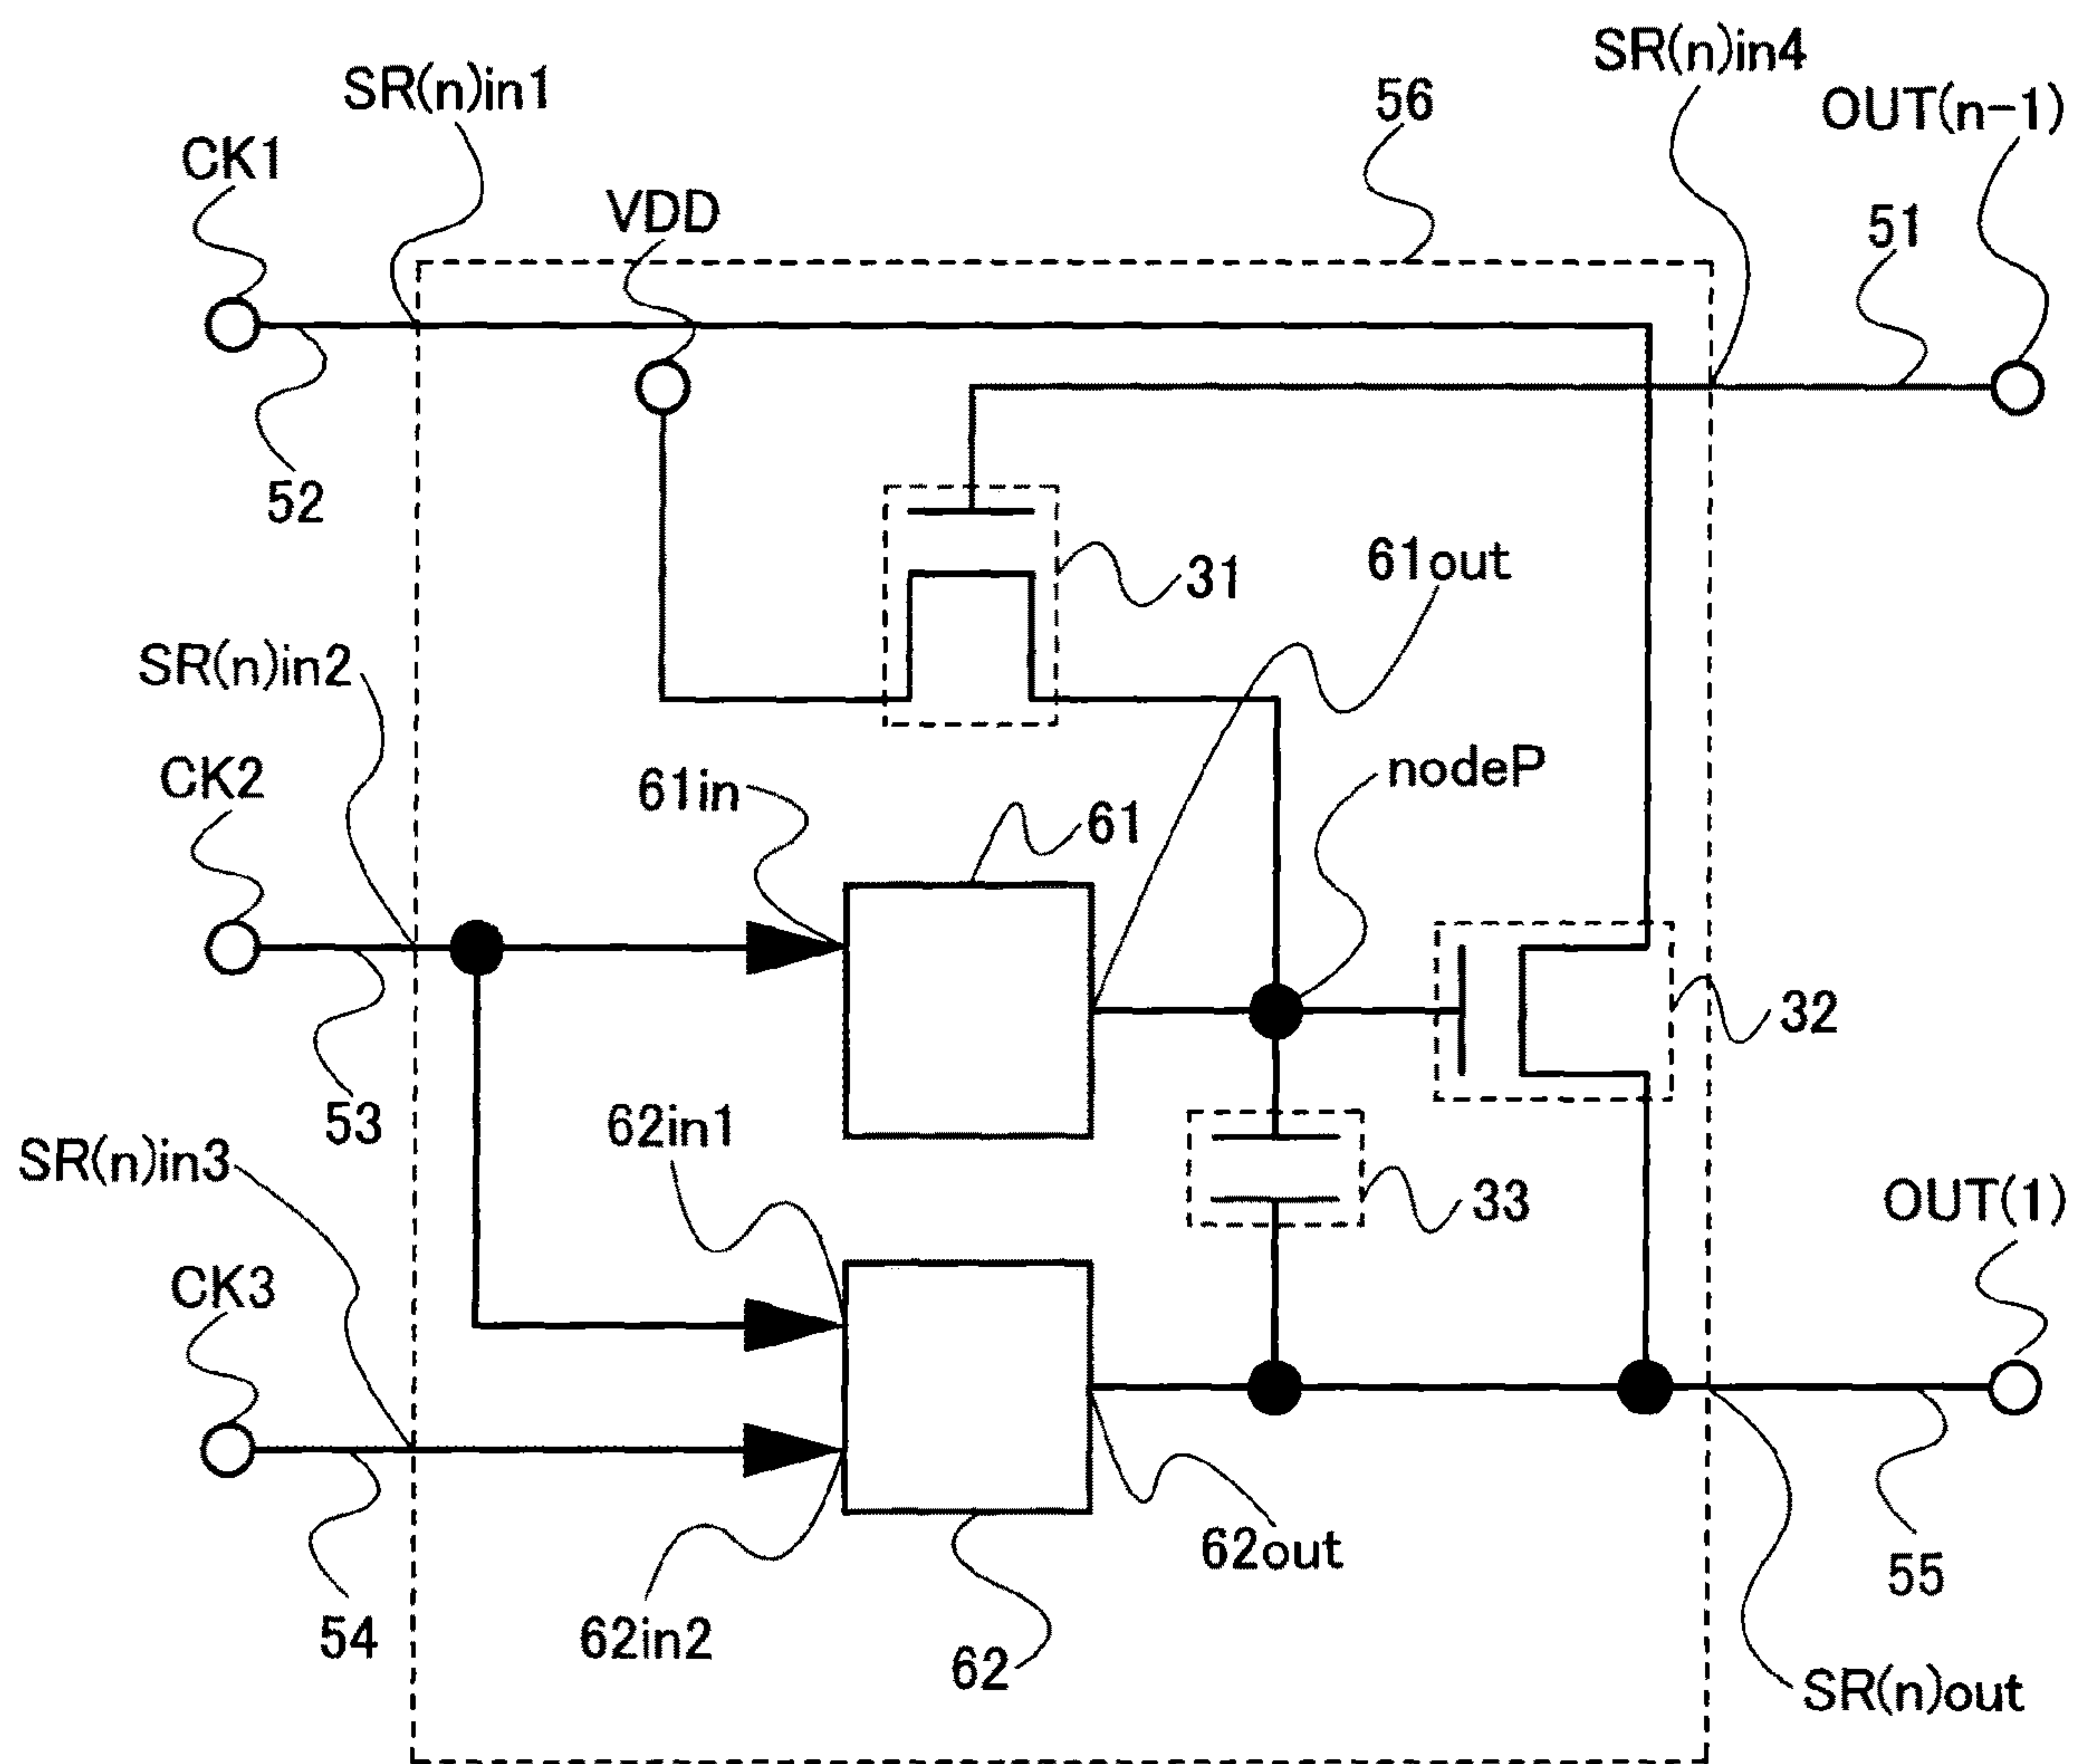 SR(n)in4
SR(n)in1
56
OUT(n-1)
CK1
VDD
51
52
61out
31
SR(n)in2
nodeP
CK2
61in
61
32
53
62in1
SR(n)in3
33
OUT(1)
CK3
62out
55
54
62in2
62
SR(n)out